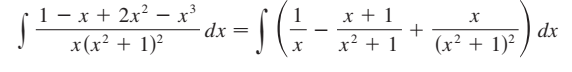 ∫ (1 − x + 2x² − x³) / (x(x² + 1)²) dx = ∫ (1/x − (x + 1)/(x² + 1) + x/((x² + 1)²)) dx